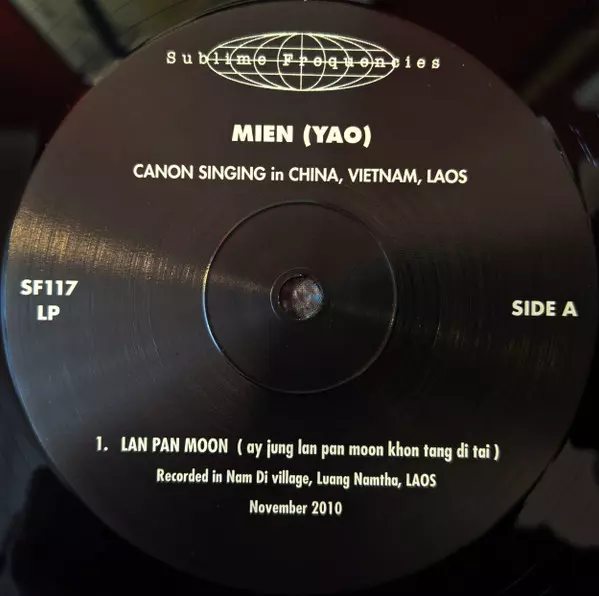 Sublime Frequencies
MIEN (YAO)
CANON SINGING in CHINA, VIETNAM, LAOS
SF117
LP
SIDE A
1. LAN PAN MOON ( ay jung lan pan moon khon tang di tai )
Recorded in Nam Di village, Luang Namtha, LAOS
November 2010